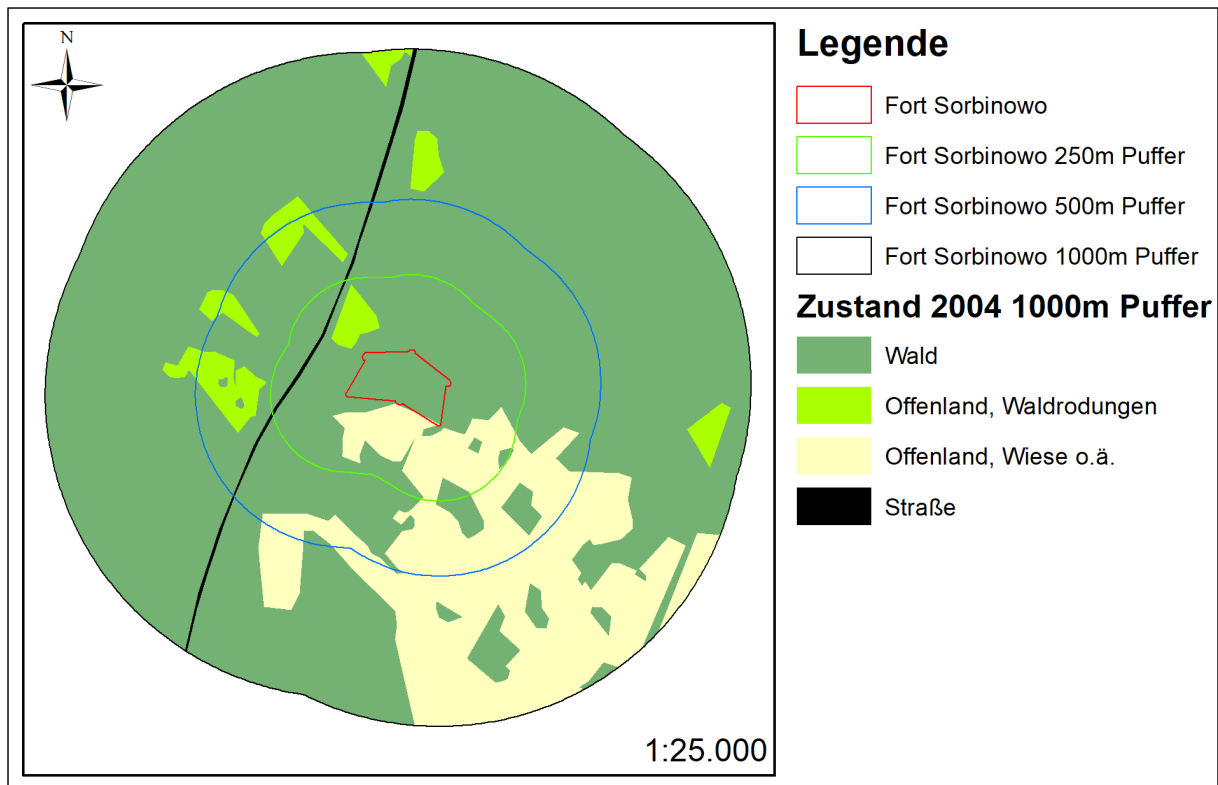 N
1:25.000
Legende
Fort Sorbinowo
Fort Sorbinowo 250m Puffer
Fort Sorbinowo 500m Puffer
Fort Sorbinowo 1000m Puffer
Zustand 2004 1000m Puffer
Wald
Offenland, Waldrodungen
Offenland, Wiese o.ä.
Straße